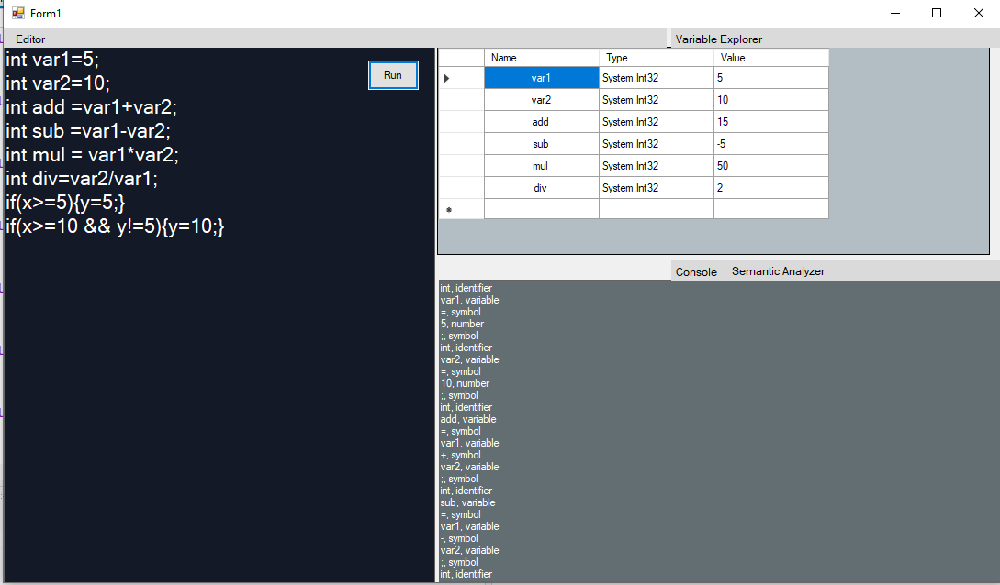 Form1
Editor
int var1=5;
int var2=10;
int add =var1+var2;
int sub =var1-var2;
int mul = var1*var2;
int div=var2/var1;
if(x>=5){y=5;}
if(x>=10 && y!=5){y=10;}
Run
Variable Explorer
Name Type Value
var1 System.Int32 5
var2 System.Int32 10
add System.Int32 15
sub System.Int32 -5
mul System.Int32 50
div System.Int32 2
Console Semantic Analyzer
int, identifier
var1, variable
=, symbol
5, number
;, symbol
int, identifier
var2, variable
=, symbol
10, number
;, symbol
int, identifier
add, variable
=, symbol
var1, variable
+, symbol
var2, variable
;, symbol
int, identifier
sub, variable
=, symbol
var1, variable
-, symbol
var2, variable
;, symbol
int, identifier